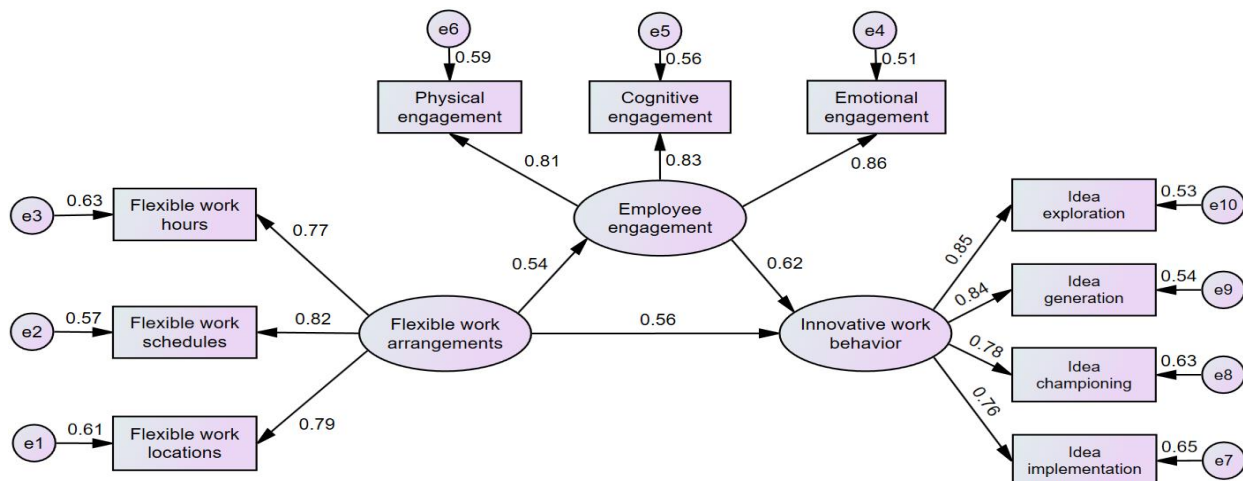 e6
e5
e4
0.59
0.56
0.51
Physical
engagement
Cognitive
engagement
Emotional
engagement
0.81
0.83
0.86
e3
0.63
Flexible work
hours
0.77
Employee
engagement
Idea
exploration
0.53
e10
0.85
0.54
0.62
e2
0.57
Flexible work
schedules
0.82
Flexible work
arrangements
0.56
Innovative work
behavior
0.84
Idea
generation
0.54
e9
0.78
Idea
championing
0.63
e8
0.76
e1
0.61
Flexible work
locations
0.79
Idea
implementation
0.65
e7